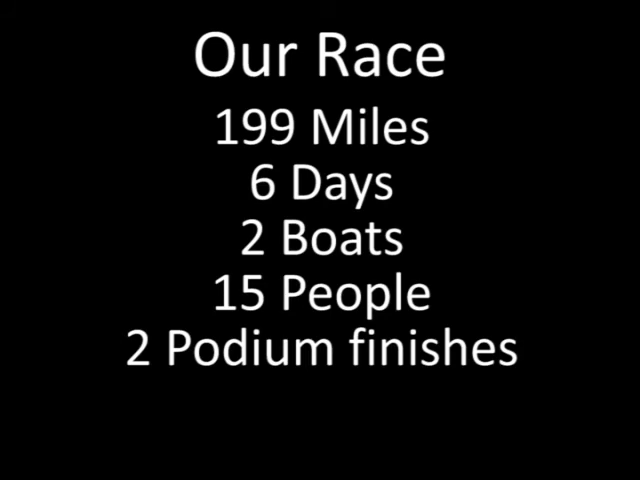 Our Race
199 Miles
6 Days
2 Boats
15 People
2 Podium finishes